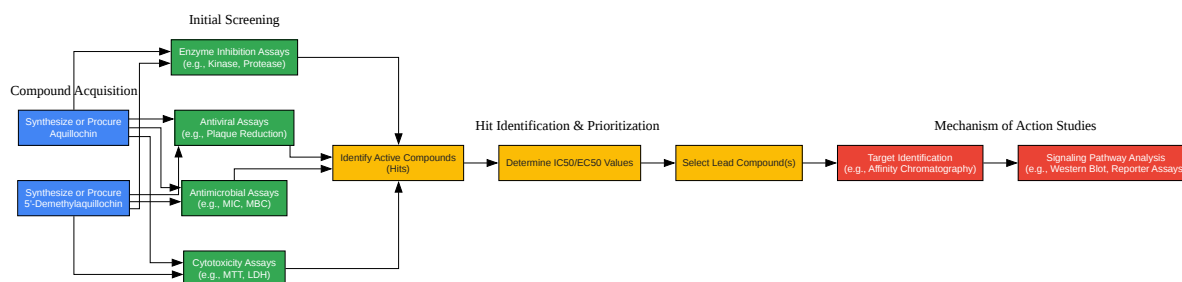 Initial Screening
Enzyme Inhibition Assays
(e.g., Kinase, Protease)
Compound Acquisition
Synthesize or Procure
Aquillochin
Antiviral Assays
(e.g., Plaque Reduction)
Synthesize or Procure
5'-Demethylaquillochin
Antimicrobial Assays
(e.g., MIC, MBC)
Cytotoxicity Assays
(e.g., MTT, LDH)
Identify Active Compounds
(Hits)
Hit Identification & Prioritization
Determine IC50/EC50 Values
Select Lead Compound(s)
Mechanism of Action Studies
Target Identification
(e.g., Affinity Chromatography)
Signaling Pathway Analysis
(e.g., Western Blot, Reporter Assays